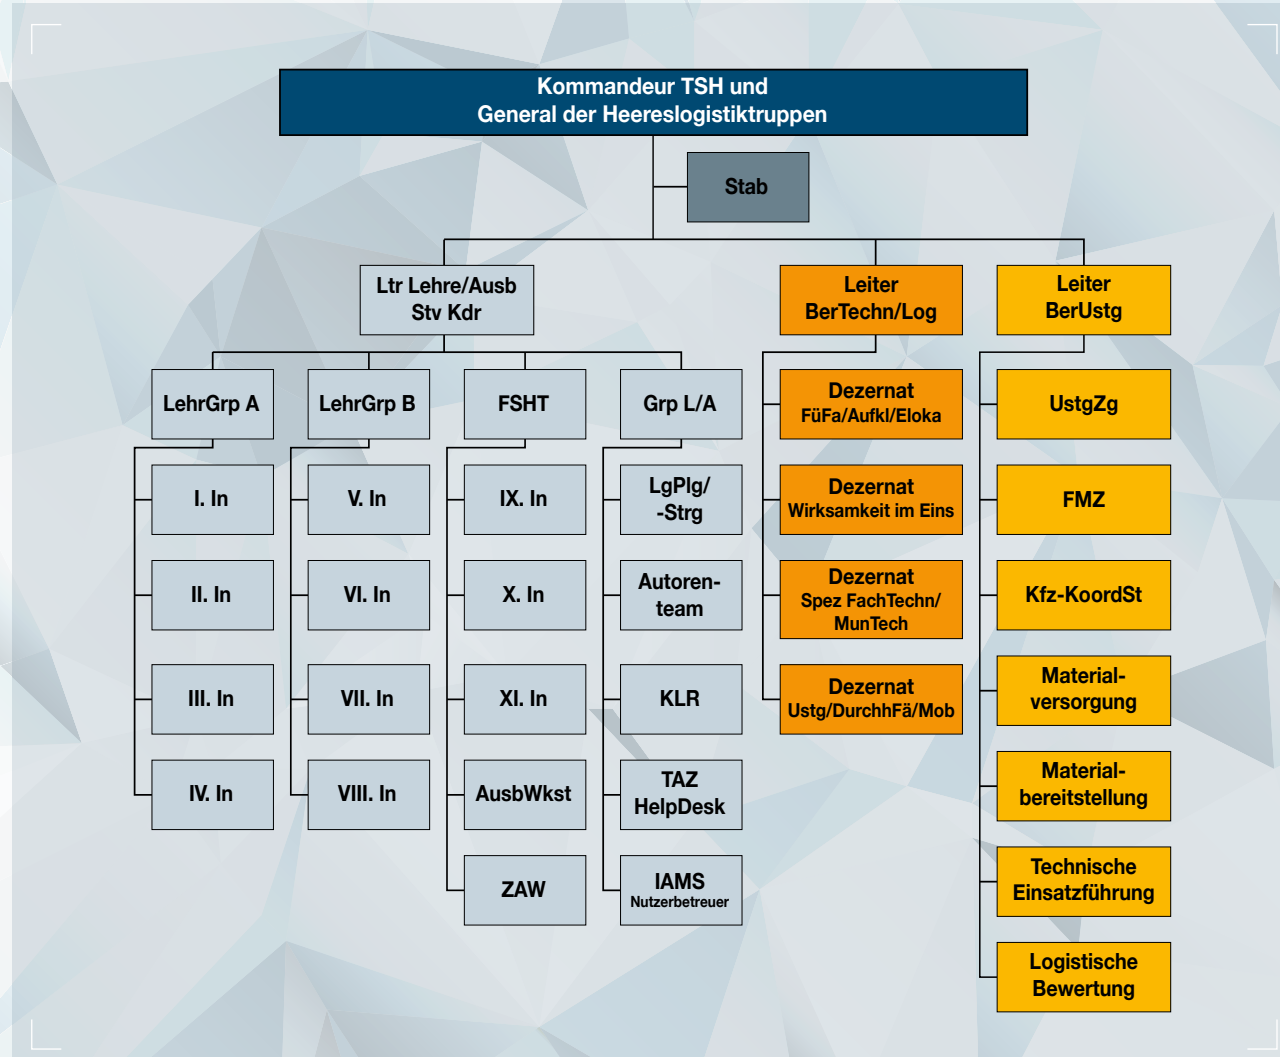 Kommandeur TSH und
General der Heereslogistiktruppen
Stab
Ltr Lehre/Ausb
Stv Kdr
LehrGrp A
I. In
II. In
III. In
IV. In
LehrGrp B
V. In
VI. In
VII. In
VIII. In
FSHT
IX. In
X. In
XI. In
AusbWkst
ZAW
Grp L/A
LgPlg/
-Strg
Autoren-
team
KLR
TAZ
HelpDesk
IAMS
Nutzerbetreuer
Leiter
BerTechn/Log
Dezernat
FüFa/Aufkl/Eloka
Dezernat
Wirksamkeit im Eins
Dezernat
Spez FachTechn/
MunTech
Dezernat
Ustg/DurchhFä/Mob
Leiter
BerUstg
UstgZg
FMZ
Kfz-KoordSt
Material-
versorgung
Material-
bereitstellung
Technische
Einsatzführung
Logistische
Bewertung